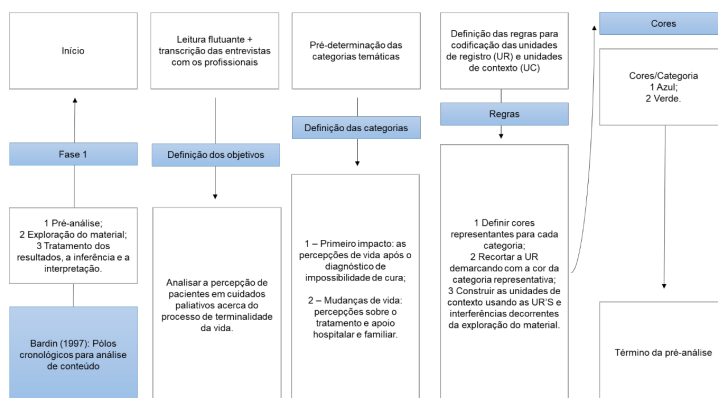 Início
Fase 1
1 Pré-análise;
2 Exploração do material;
3 Tratamento dos
resultados, a inferência e a
interpretação.
Bardin (1997): Pólos
cronológicos para análise
de conteúdo
Leitura flutuante +
transcrição das entrevistas
com os profissionais
Definição dos objetivos
Analisar a percepção de
pacientes em cuidados
paliativos acerca do
processo de terminalidade
da vida.
Pré-determinação das
categorias temáticas
Definição das categorias
1 – Primeiro impacto: as
percepções de vida após o
diagnóstico de
impossibilidade de cura;
2 – Mudanças de vida:
percepções sobre o
tratamento e apoio
hospitalar e familiar.
Definição das regras para
codificação das unidades
de registro (UR) e unidades
de contexto (UC)
Regras
1 Definir cores
representantes para cada
categoria;
2 Recortar a UR
demarcando com a cor da
categoria representativa;
3 Construir as unidades de
contexto usando as UR'S e
interferências decorrentes
da exploração do material.
Cores
Cores/Categoria
1 Azul;
2 Verde.
Término da pré-análise